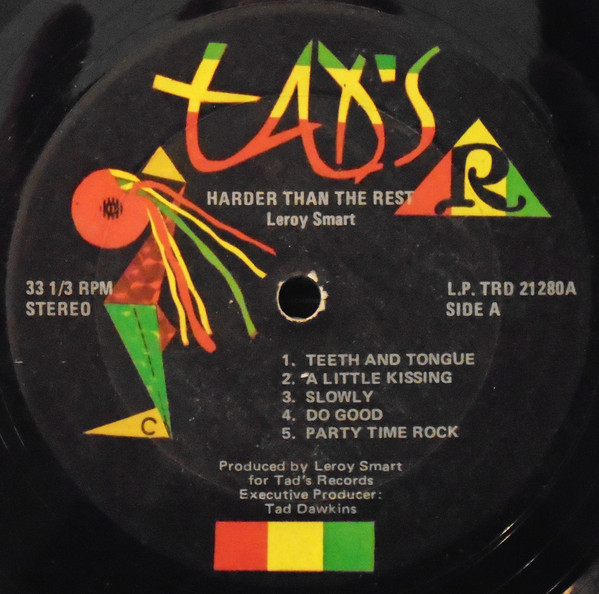 TAD'S
R
HARDER THAN THE REST
Leroy Smart
33 1/3 RPM
STEREO
L.P. TRD 21280A
SIDE A
1. TEETH AND TONGUE
2. A LITTLE KISSING
3. SLOWLY
4. DO GOOD
5. PARTY TIME ROCK
C
Produced by Leroy Smart
for Tad's Records
Executive Producer:
Tad Dawkins